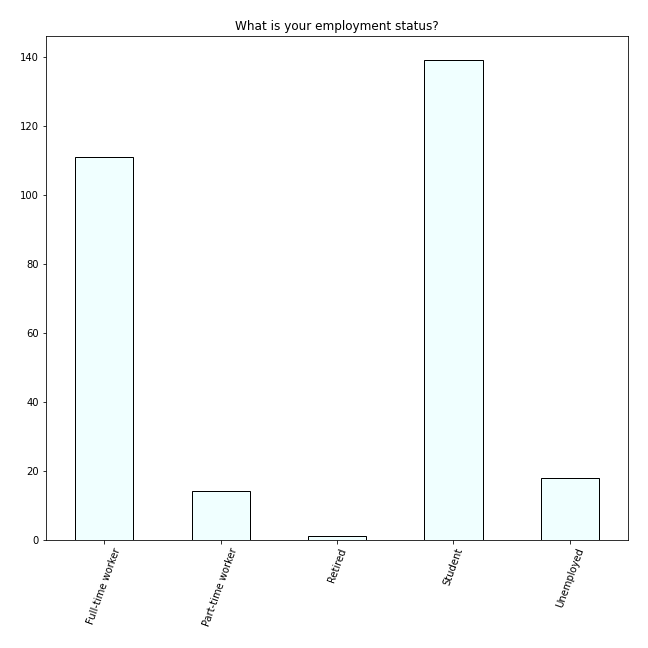 What is your employment status?
140
120
100
80
60
40
20
0
Full-time worker
Part-time worker
Retired
Student
Unemployed